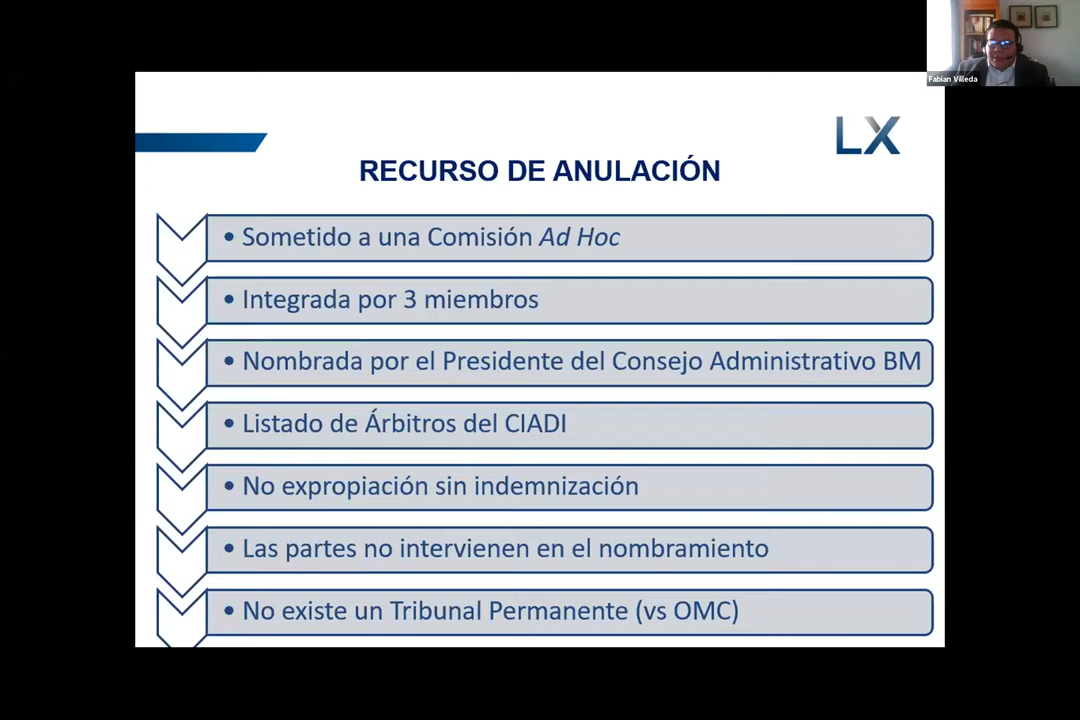 Fabian Villeda
LX
RECURSO DE ANULACIÓN
• Sometido a una Comisión Ad Hoc
• Integrada por 3 miembros
• Nombrada por el Presidente del Consejo Administrativo BM
• Listado de Árbitros del CIADI
• No expropiación sin indemnización
• Las partes no intervienen en el nombramiento
• No existe un Tribunal Permanente (vs OMC)